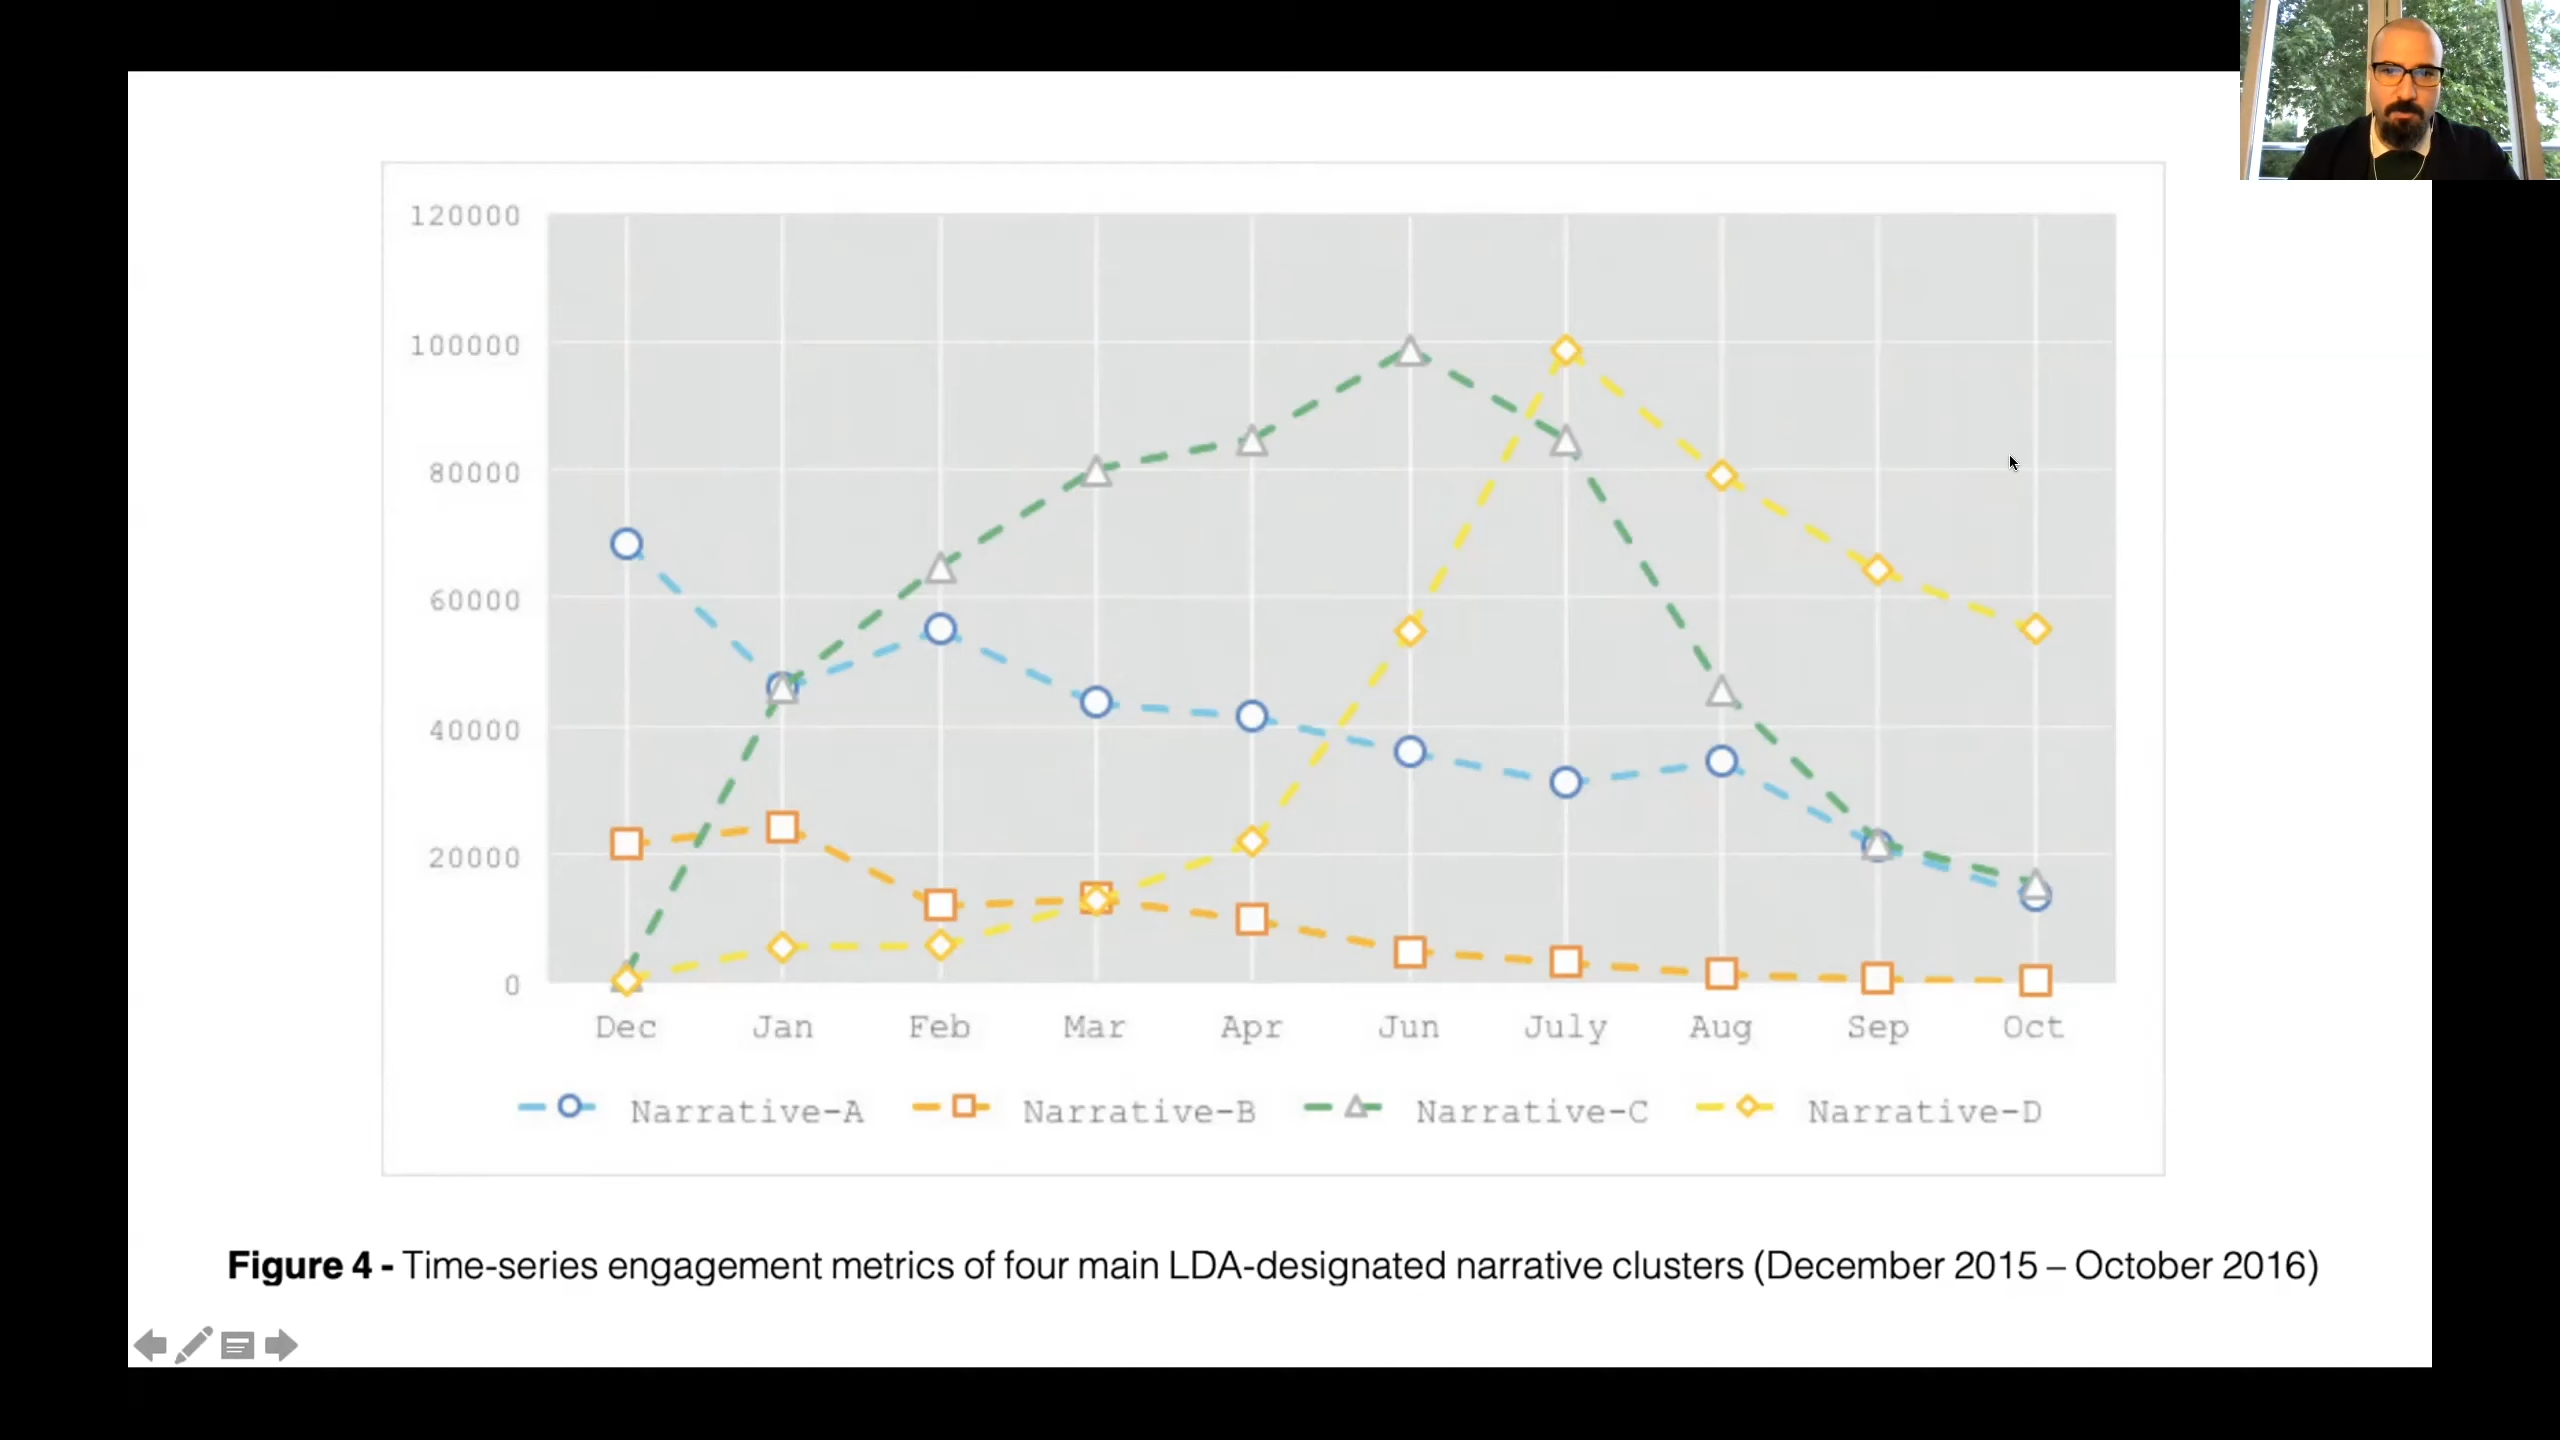 120000
100000
80000
60000
40000
20000
0
Dec Jan Feb Mar Apr Jun July Aug Sep Oct
Narrative-A Narrative-B Narrative-C Narrative-D
Figure 4 - Time-series engagement metrics of four main LDA-designated narrative clusters (December 2015 – October 2016)